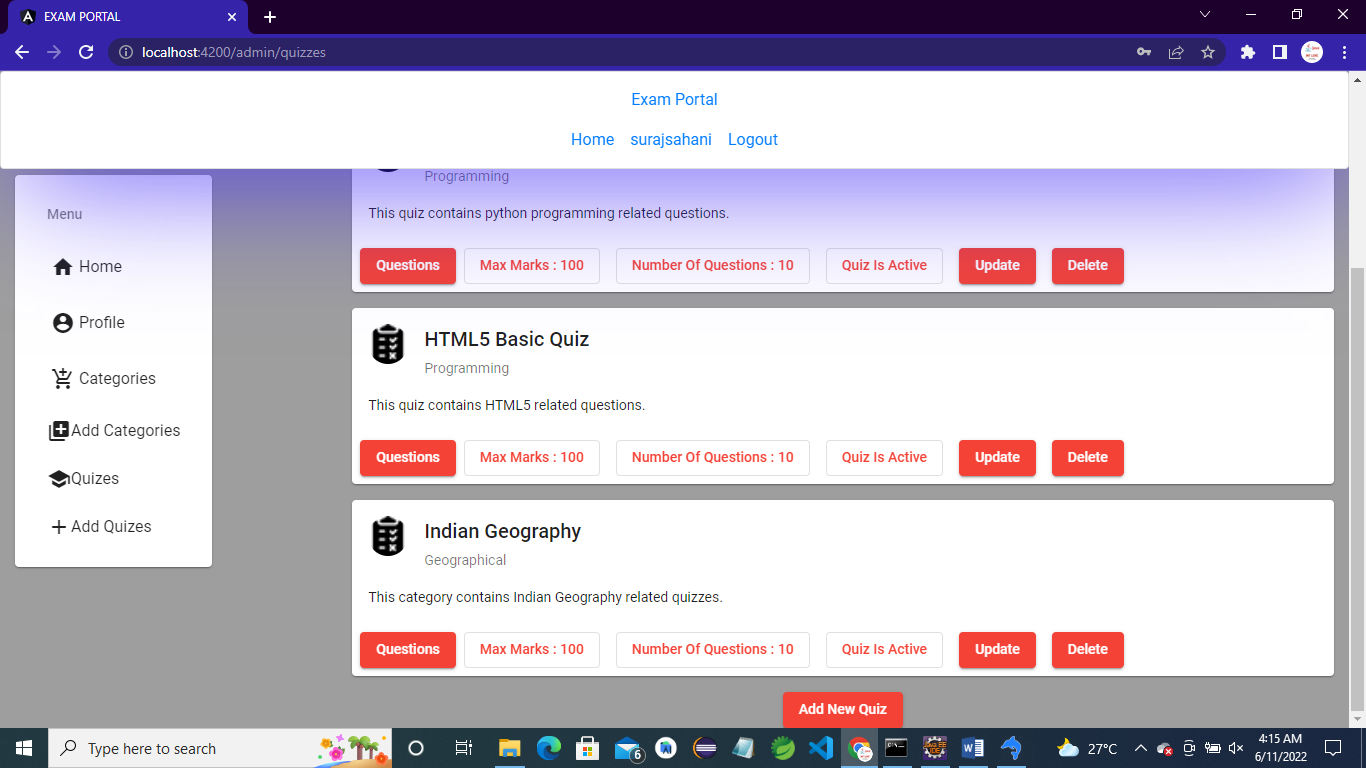 EXAM PORTAL
localhost:4200/admin/quizzes
Exam Portal
Home surajsahani Logout
Menu
Home
Profile
Categories
Add Categories
Quizes
Add Quizes
Programming
This quiz contains python programming related questions.
Questions Max Marks : 100 Number Of Questions : 10 Quiz Is Active Update Delete
HTML5 Basic Quiz
Programming
This quiz contains HTML5 related questions.
Questions Max Marks : 100 Number Of Questions : 10 Quiz Is Active Update Delete
Indian Geography
Geographical
This category contains Indian Geography related quizzes.
Questions Max Marks : 100 Number Of Questions : 10 Quiz Is Active Update Delete
Add New Quiz
Type here to search
6
27°C
4:15 AM
6/11/2022